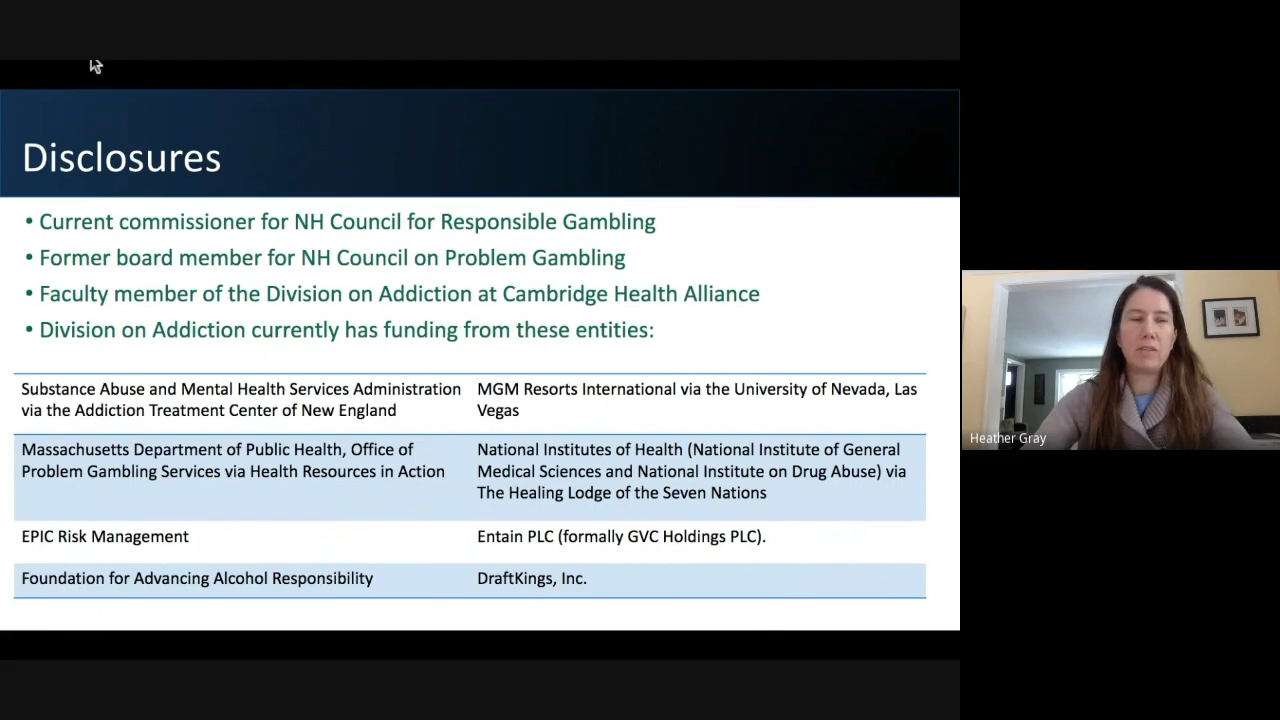 Disclosures
• Current commissioner for NH Council for Responsible Gambling
• Former board member for NH Council on Problem Gambling
• Faculty member of the Division on Addiction at Cambridge Health Alliance
• Division on Addiction currently has funding from these entities:
Substance Abuse and Mental Health Services Administration
via the Addiction Treatment Center of New England
MGM Resorts International via the University of Nevada, Las
Vegas
Massachusetts Department of Public Health, Office of
Problem Gambling Services via Health Resources in Action
National Institutes of Health (National Institute of General
Medical Sciences and National Institute on Drug Abuse) via
The Healing Lodge of the Seven Nations
EPIC Risk Management
Entain PLC (formally GVC Holdings PLC).
Foundation for Advancing Alcohol Responsibility
DraftKings, Inc.
Heather Gray